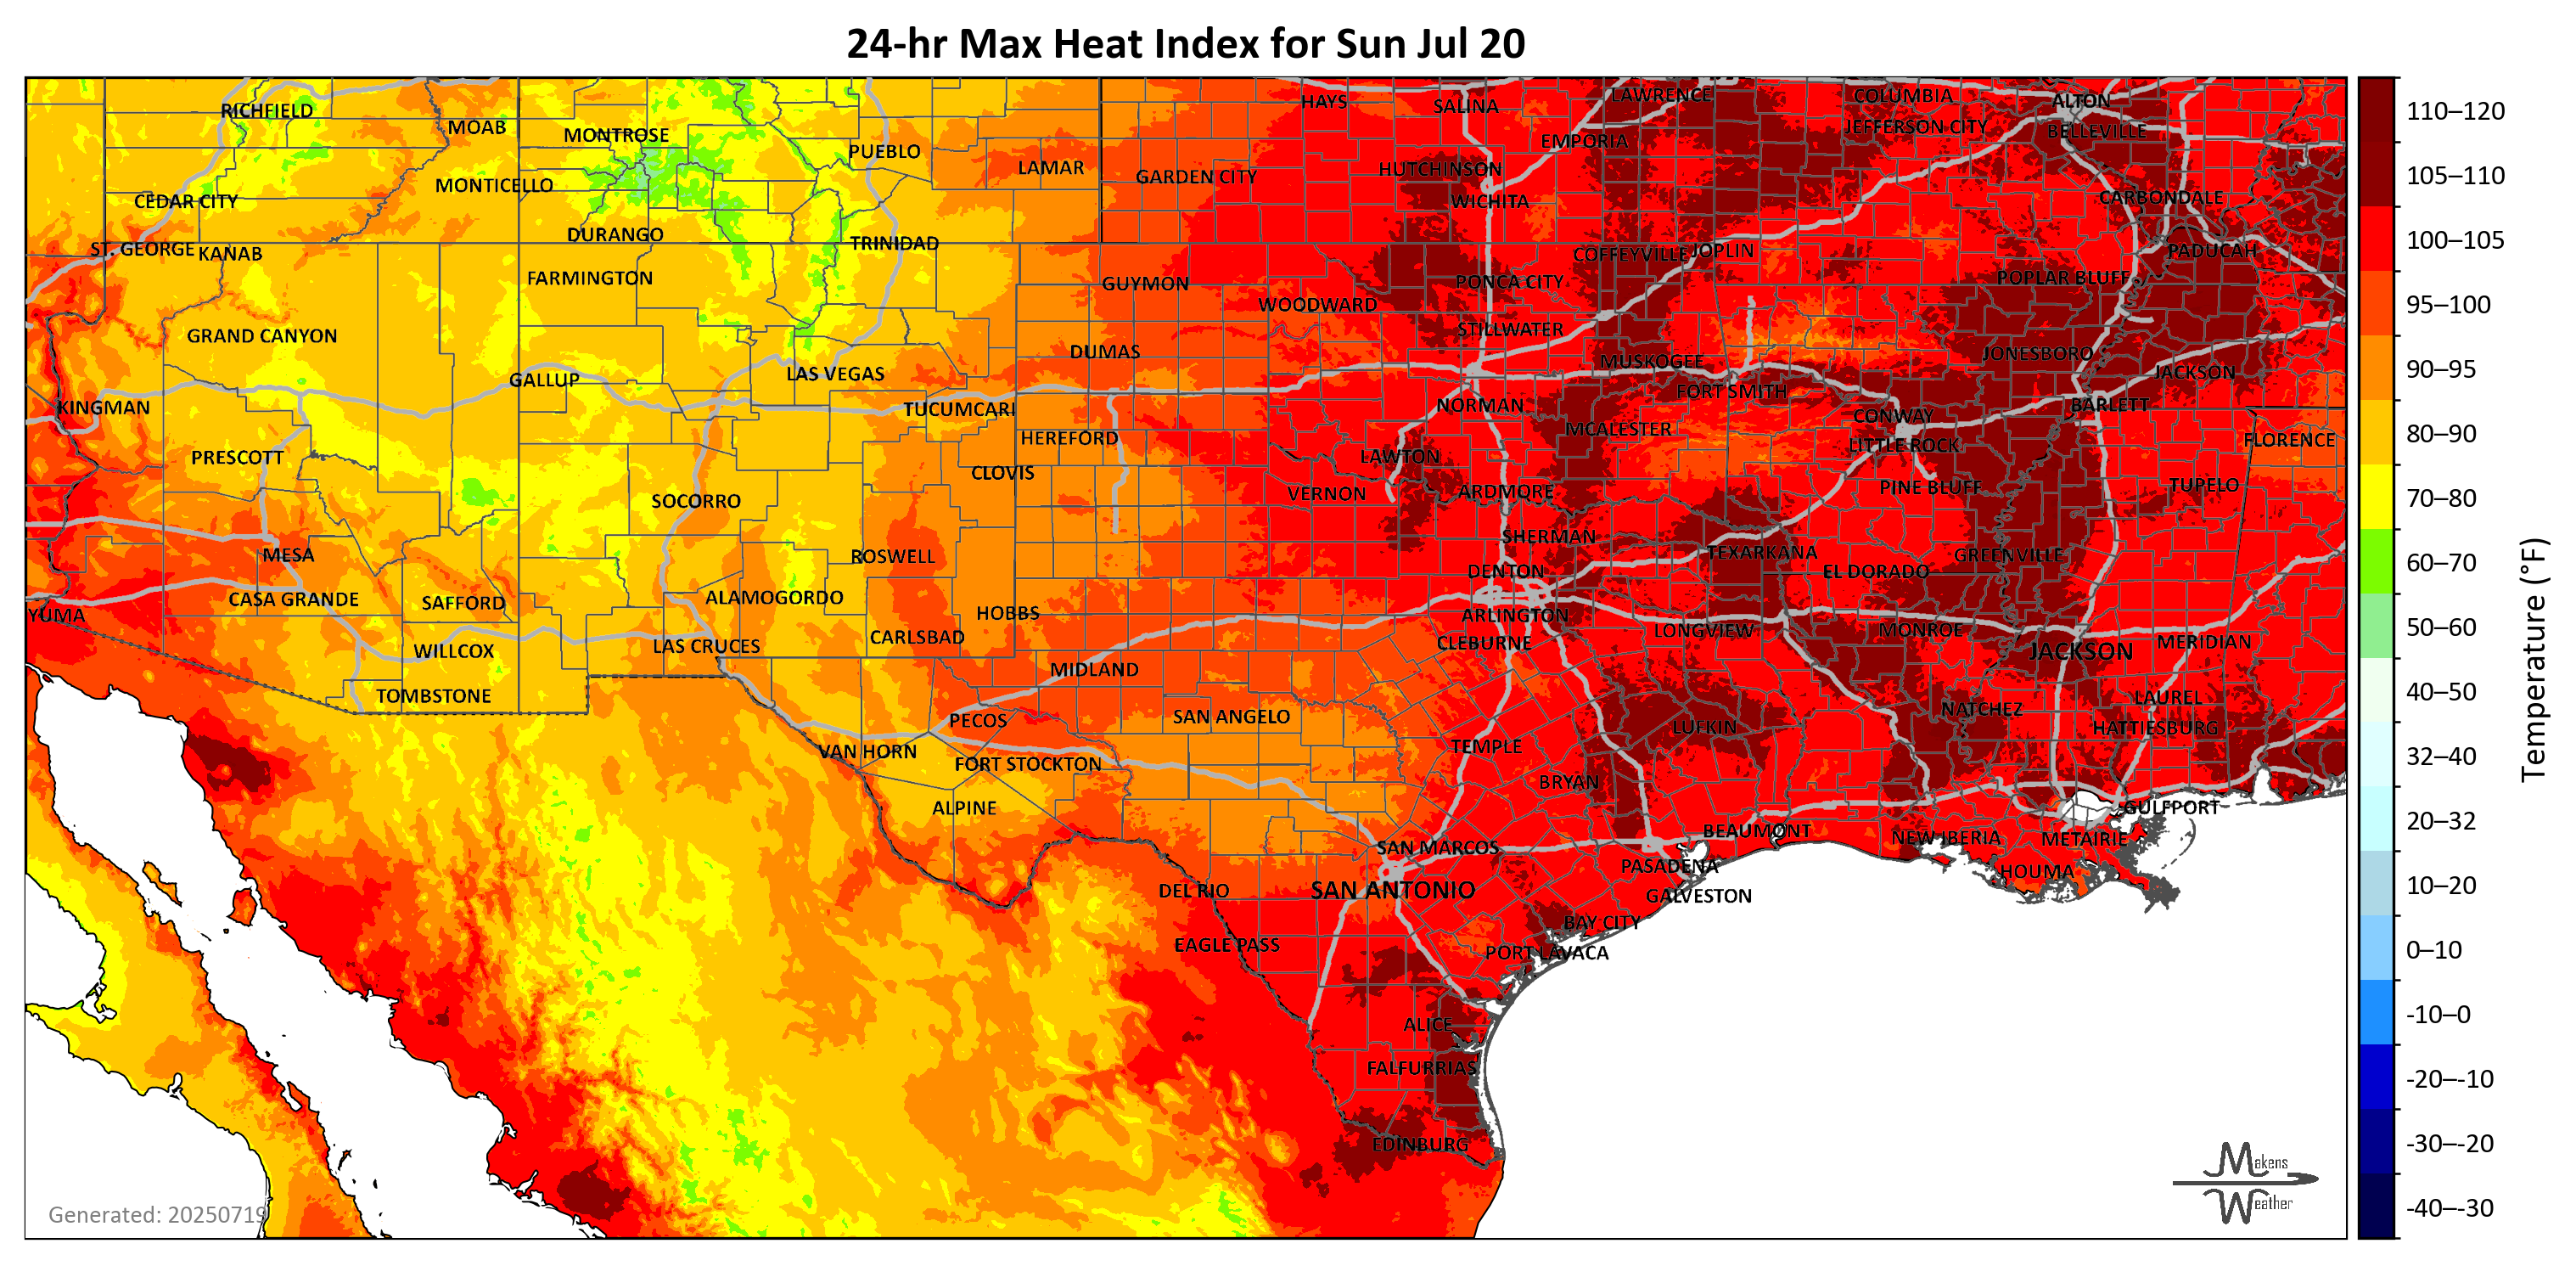 24-hr Max Heat Index for Sun Jul 20
RICHFIELD
MOAB
MONTROSE
PUEBLO
LAMAR
HAYS
SALINA
LAWRENCE
COLUMBIA
ALTON
JEFFERSON CITY
BELLEVILLE
EMPORIA
GARDEN CITY
HUTCHINSON
CEDAR CITY
MONTICELLO
WICHITA
CARBONDALE
ST. GEORGE
KANAB
DURANGO
TRINIDAD
COFFEYVILLE
JOPLIN
PADUCAH
FARMINGTON
GUYMON
PONCA CITY
POPLAR BLUFF
WOODWARD
GRAND CANYON
STILLWATER
DUMAS
MUSKOGEE
JONESBORO
GALLUP
LAS VEGAS
FORT SMITH
JACKSON
KINGMAN
TUCUMCARI
NORMAN
CONWAY
BARLETT
HEREFORD
MCALESTER
LITTLE ROCK
FLORENCE
PRESCOTT
CLOVIS
LAWTON
SOCORRO
VERNON
ARDMORE
PINE BLUFF
TUPELO
MESA
ROSWELL
SHERMAN
TEXARKANA
GREENVILLE
DENTON
EL DORADO
CASA GRANDE
SAFFORD
ALAMOGORDO
HOBBS
ARLINGTON
YUMA
WILLCOX
LAS CRUCES
CARLSBAD
CLEBURNE
LONGVIEW
MONROE
JACKSON
MERIDIAN
TOMBSTONE
MIDLAND
LAUREL
PECOS
SAN ANGELO
LUFKIN
NATCHEZ
HATTIESBURG
VAN HORN
FORT STOCKTON
TEMPLE
BRYAN
ALPINE
GULFPORT
SAN MARCOS
BEAUMONT
NEW IBERIA
METAIRIE
DEL RIO
SAN ANTONIO
PASADENA
HOUMA
GALVESTON
EAGLE PASS
BAY CITY
PORT LAVACA
ALICE
FALFURRIAS
EDINBURG
Generated: 20250719
Makens
Weather
110–120
105–110
100–105
95–100
90–95
80–90
70–80
60–70
50–60
40–50
32–40
20–32
10–20
0–10
-10–0
-20–-10
-30–-20
-40–-30
Temperature (°F)